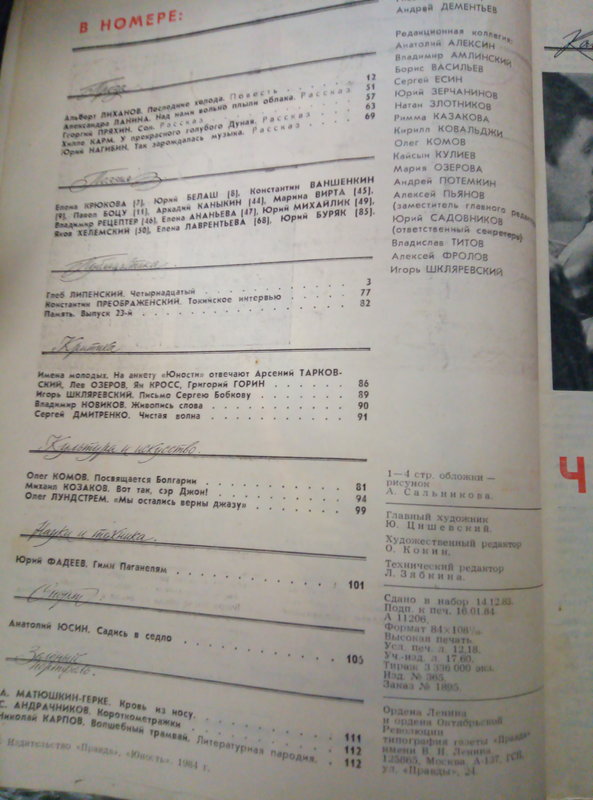 В НОМЕРЕ:
Проза
Альберт ЛИХАНОВ. Последние холода. Повесть 12
Александра ЛАНИНА. Над нами вольно плыли облака. Рассказ 51
Георгий ПРЯХИН. Сон. Рассказ 57
Хилле КАРМ. У прекрасного голубого Дуная. Рассказ 63
Юрий НАГИБИН. Так зарождалась музыка. Рассказ 69
Поэзия
Елена КРЮКОВА [7], Юрий БЕЛАШ [8], Константин ВАНШЕНКИН
[9], Павел БОЦУ [11], Аркадий КАНЫКИН [44], Марина ВИРТА [45],
Владимир РЕЦЕПТЕР [46], Елена АНАНЬЕВА [47], Юрий МИХАЙЛИК [49],
Яков ХЕЛЕМСКИЙ [50], Елена ЛАВРЕНТЬЕВА [68], Юрий БУРЯК [85].
Публицистика
Глеб ЛИПЕНСКИЙ. Четырнадцатый 3
Константин ПРЕОБРАЖЕНСКИЙ. Токийское интервью 77
Память. Выпуск 23-й 82
Критика
Имена молодых. На анкету «Юности» отвечают Арсений ТАРКОВ-
СКИЙ, Лев ОЗЕРОВ, Ян КРОСС, Григорий ГОРИН 86
Игорь ШКЛЯРЕВСКИЙ. Письмо Сергею Бобкову 89
Владимир НОВИКОВ. Живопись слова 90
Сергей ДМИТРЕНКО. Чистая волна 91
Культура и искусство.
Олег КОМОВ. Посвящается Болгарии 81
Михаил КОЗАКОВ. Вот так, сэр Джон! 94
Олег ЛУНДСТРЕМ. «Мы остались верны джазу» 99
Наука и техника.
Юрий ФАДЕЕВ. Гимн Паганелям 101
Спорт
Анатолий ЮСИН. Садись в седло 105
Зеленый
портфель.
А. МАТЮШКИН-ГЕРКЕ. Кровь из носу. 111
С. АНДРАЧНИКОВ. Короткометражки 112
Николай КАРПОВ. Волшебный трамвай. Литературная пародия. 112
Издательство «Правда». «Юность». 1984 г.
Андрей ДЕМЕНТЬЕВ
Редакционная коллегия:
Анатолий АЛЕКСИН
Владимир АМЛИНСКИЙ
Борис ВАСИЛЬЕВ
Сергей ЕСИН
Юрий ЗЕРЧАНИНОВ
Натан ЗЛОТНИКОВ
Римма КАЗАКОВА
Кирилл КОВАЛЬДЖИ
Олег КОМОВ
Кайсын КУЛИЕВ
Мария ОЗЕРОВА
Андрей ПОТЕМКИН
Алексей ПЬЯНОВ
(заместитель главного
Юрий САДОВНИКОВ
(ответственный секретарь)
Владислав ТИТОВ
Алексей ФРОЛОВ
Игорь ШКЛЯРЕВСКИЙ
1—4 стр. обложки —
рисунок
А. Сальникова.
Главный художник
Ю. Цишевский.
Художественный редактор
О. Кокин.
Технический редактор
Л. Зябкина.
Сдано в набор 14.12.83.
Подп. к печ. 16.01.84
А 11206.
Формат 84×108 1/16
Высокая печать.
Усл. печ. л. 12,18.
Уч.-изд. л. 17,60.
Тираж 3 336 000 экз.
Изд. № 365.
Заказ № 1895.
Ордена Ленина
и ордена Октябрьской
Революции
типография газеты «Правда»
имени В. И. Ленина.
125865, Москва, А-137, ГСП,
ул. «Правды», 24.
Ч